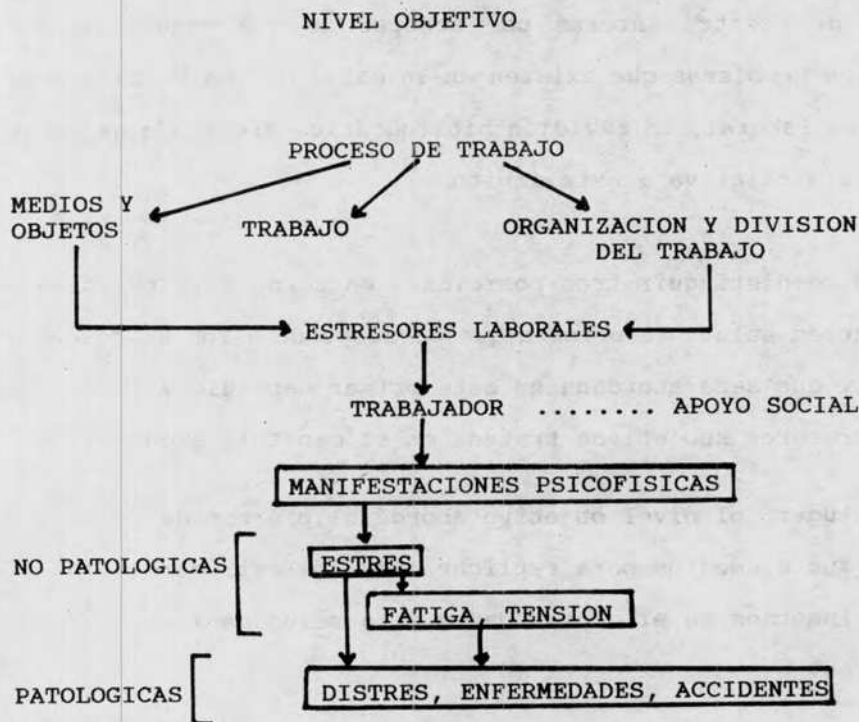 NIVEL OBJETIVO
PROCESO DE TRABAJO
MEDIOS Y
OBJETOS
TRABAJO
ORGANIZACION Y DIVISION
DEL TRABAJO
ESTRESORES LABORALES
TRABAJADOR ........ APOYO SOCIAL
MANIFESTACIONES PSICOFISICAS
NO PATOLOGICAS
ESTRES
FATIGA, TENSION
PATOLOGICAS
DISTRES, ENFERMEDADES, ACCIDENTES